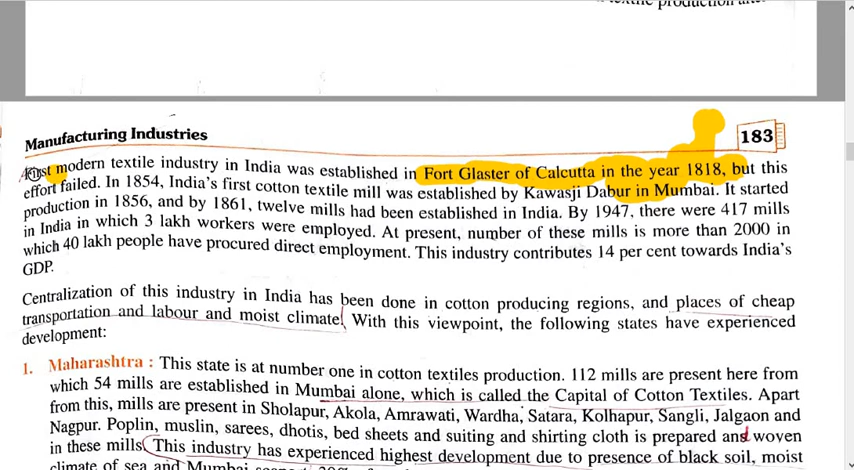 production
Manufacturing Industries
183
First modern textile industry in India was established in Fort Glaster of Calcutta in the year 1818, but this
effort failed. In 1854, India's first cotton textile mill was established by Kawasji Dabur in Mumbai. It started
production in 1856, and by 1861, twelve mills had been established in India. By 1947, there were 417 mills
in India in which 3 lakh workers were employed. At present, number of these mills is more than 2000 in
which 40 lakh people have procured direct employment. This industry contributes 14 per cent towards India's
GDP.
Centralization of this industry in India has been done in cotton producing regions, and places of cheap
transportation and labour and moist climate. With this viewpoint, the following states have experienced
development:
1. Maharashtra : This state is at number one in cotton textiles production. 112 mills are present here from
which 54 mills are established in Mumbai alone, which is called the Capital of Cotton Textiles. Apart
from this, mills are present in Sholapur, Akola, Amrawati, Wardha, Satara, Kolhapur, Sangli, Jalgaon and
Nagpur. Poplin, muslin, sarees, dhotis, bed sheets and suiting and shirting cloth is prepared and woven
in these mills. This industry has experienced highest development due to presence of black soil, moist
climate of sea and Mumbai